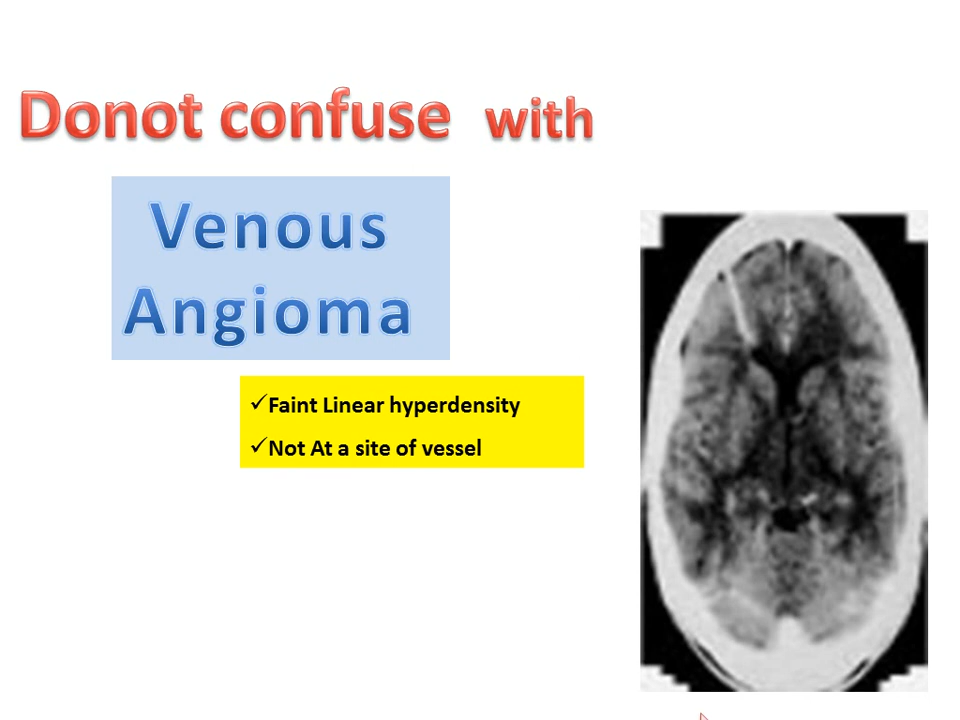 Donot confuse with
Venous
Angioma
✓Faint Linear hyperdensity
✓Not At a site of vessel